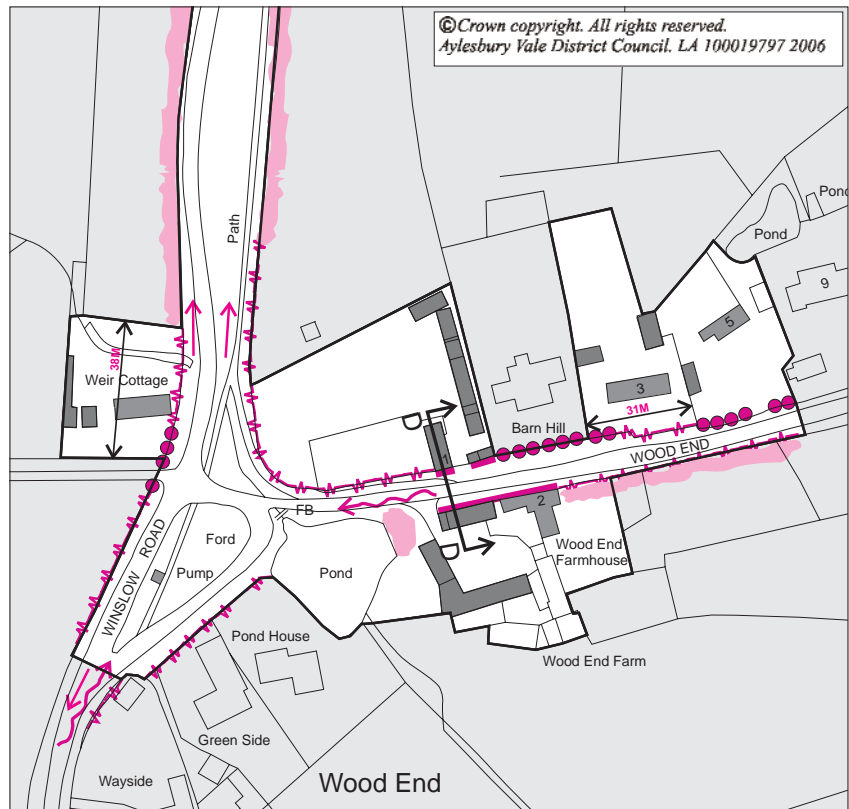 ©Crown copyright. All rights reserved.
Aylesbury Vale District Council. LA 100019797 2006
Path
Pond
Pond
9
5
38M
Weir Cottage
3
31M
Barn Hill
D
1
WOOD END
2
FB
Ford
WINSLOW ROAD
Pump
Pond
D
Wood End
Farmhouse
Pond House
Wood End Farm
Green Side
Wayside
Wood End